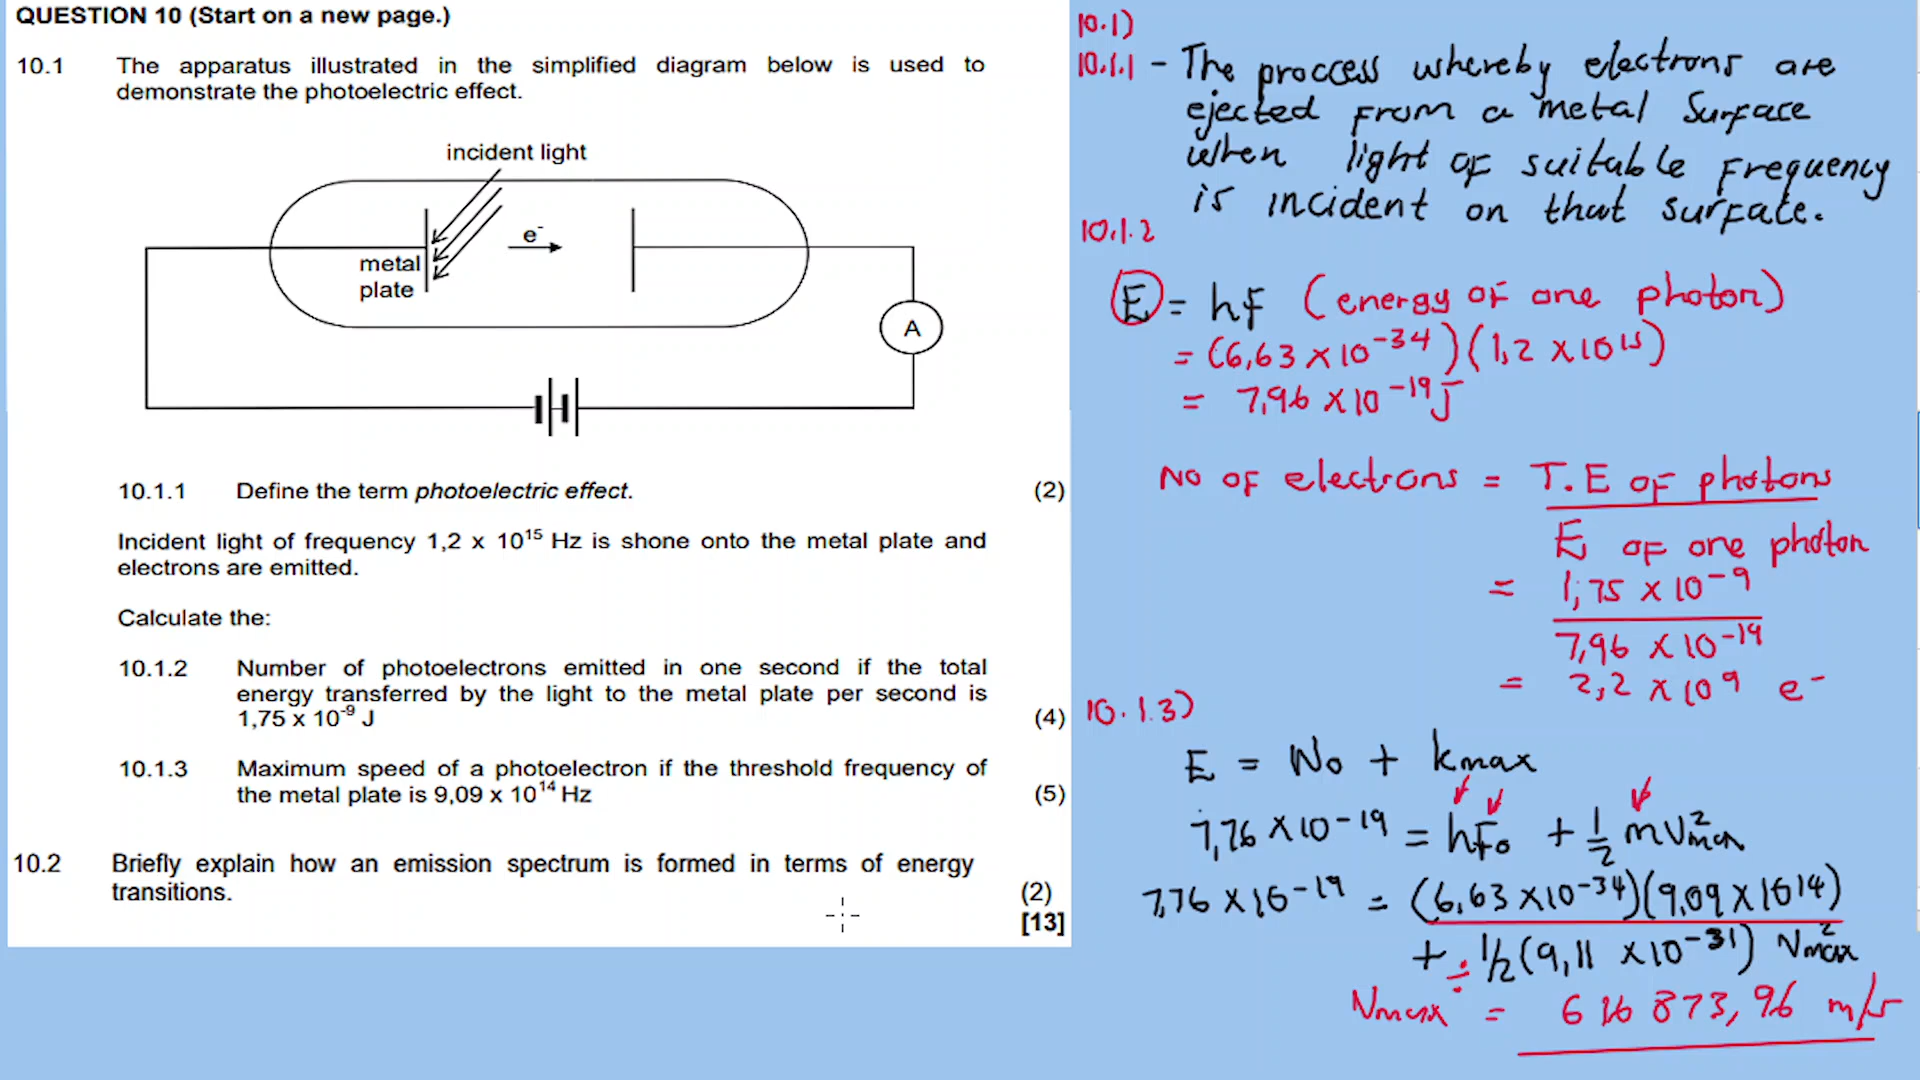 QUESTION 10 (Start on a new page.)
10.1 The apparatus illustrated in the simplified diagram below is used to
demonstrate the photoelectric effect.
incident light
e⁻
metal
plate
A
10.1.1 Define the term photoelectric effect. (2)
Incident light of frequency 1,2 x 10¹⁵ Hz is shone onto the metal plate and
electrons are emitted.
Calculate the:
10.1.2 Number of photoelectrons emitted in one second if the total
energy transferred by the light to the metal plate per second is
1,75 x 10⁻⁹ J (4)
10.1.3 Maximum speed of a photoelectron if the threshold frequency of
the metal plate is 9,09 x 10¹⁴ Hz (5)
10.2 Briefly explain how an emission spectrum is formed in terms of energy
transitions. (2)
[13]
10.1)
10.1.1 - The proccess whereby electrons are
ejected from a metal surface
when light of suitable frequency
is incident on that surface.
10.1.2
E = hf (energy of one photon)
= (6,63 x 10⁻³⁴)(1,2 x 10¹⁵)
= 7,96 x 10⁻¹⁹ J
No of electrons = T.E of photons
E of one photon
= 1,75 x 10⁻⁹
7,96 x 10⁻¹⁹
= 2,2 x 10⁹ e⁻
10.1.3)
E = W₀ + kmax
7,76 x 10⁻¹⁹ = hf₀ + ½ mv²max
7,76 x 10⁻¹⁹ = (6,63 x 10⁻³⁴)(9,09 x 10¹⁴)
+ ½(9,11 x 10⁻³¹) Vmax²
Vmax = 616 873,96 m/s